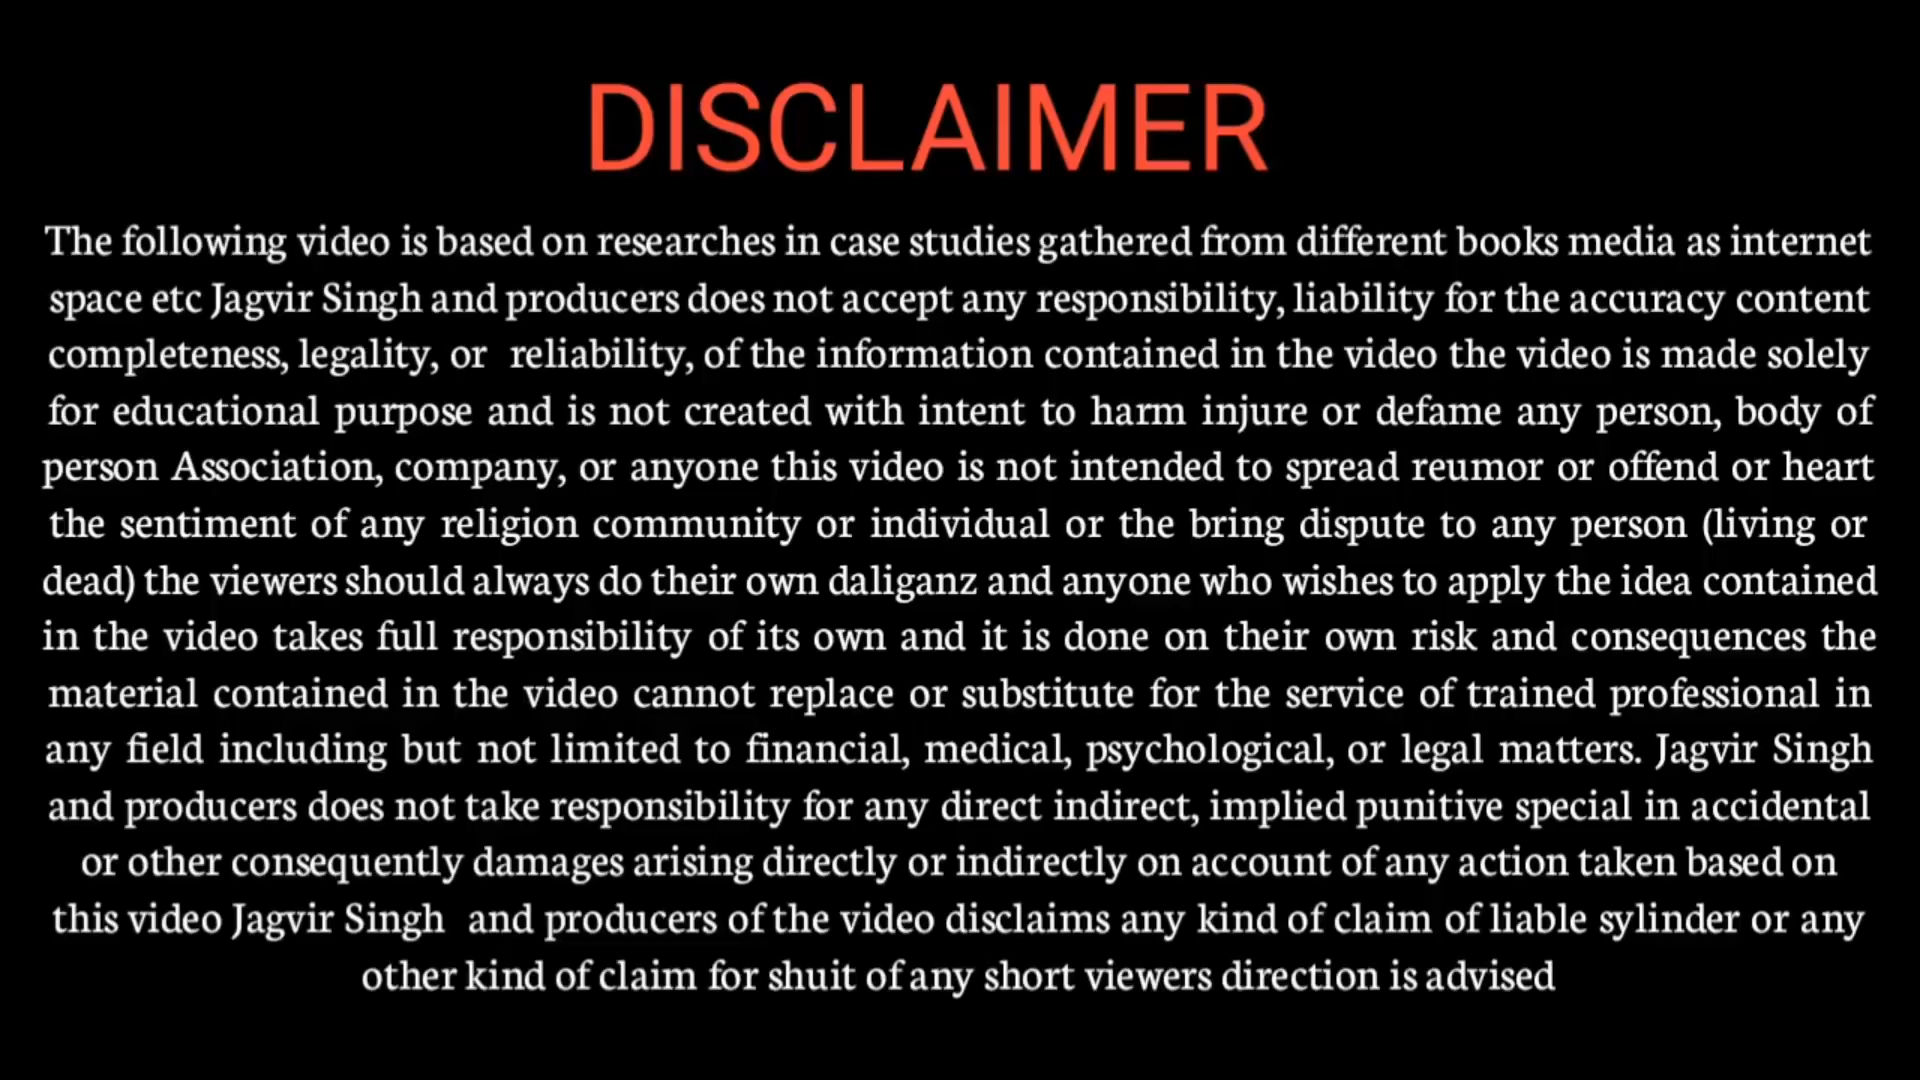 DISCLAIMER
The following video is based on researches in case studies gathered from different books media as internet
space etc Jagvir Singh and producers does not accept any responsibility, liability for the accuracy content
completeness, legality, or reliability, of the information contained in the video the video is made solely
for educational purpose and is not created with intent to harm injure or defame any person, body of
person Association, company, or anyone this video is not intended to spread reumor or offend or heart
the sentiment of any religion community or individual or the bring dispute to any person (living or
dead) the viewers should always do their own daliganz and anyone who wishes to apply the idea contained
in the video takes full responsibility of its own and it is done on their own risk and consequences the
material contained in the video cannot replace or substitute for the service of trained professional in
any field including but not limited to financial, medical, psychological, or legal matters. Jagvir Singh
and producers does not take responsibility for any direct indirect, implied punitive special in accidental
or other consequently damages arising directly or indirectly on account of any action taken based on
this video Jagvir Singh and producers of the video disclaims any kind of claim of liable sylinder or any
other kind of claim for shuit of any short viewers direction is advised